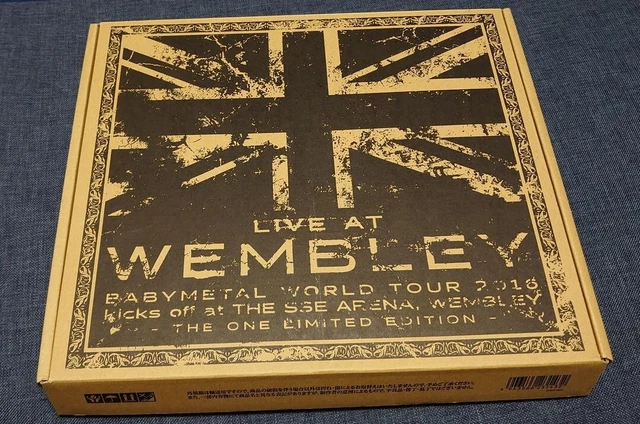 LIVE AT
WEMBLEY
BABYMETAL WORLD TOUR 2016
kicks off at THE SSE ARENA, WEMBLEY
- THE ONE LIMITED EDITION -